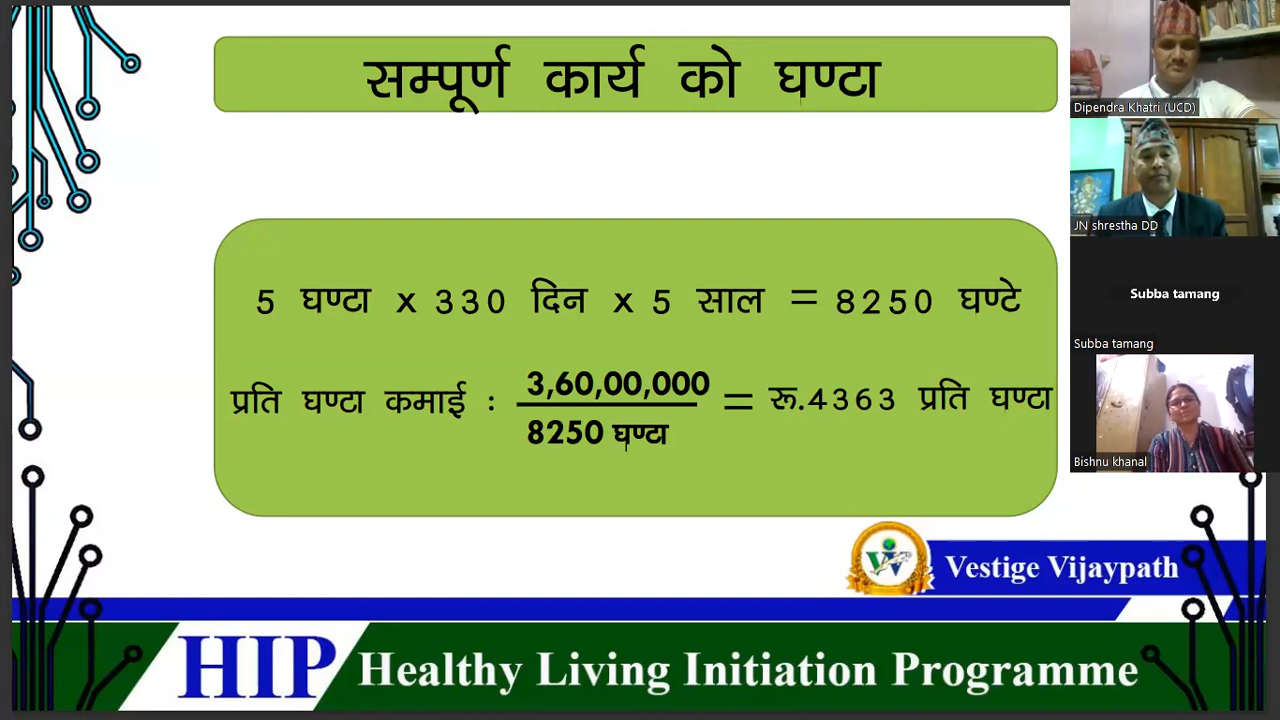 सम्पूर्ण कार्य को घण्टा
5 घण्टा x 330 दिन x 5 साल = 8250 घण्टे
प्रति घण्टा कमाई : 3,60,00,000 = रू.4363 प्रति घण्टा
8250 घण्टा
Vestige Vijaypath
HIP Healthy Living Initiation Programme
Dipendra Khatri (UCD)
JN shrestha DD
Subba tamang
Subba tamang
Bishnu khanal